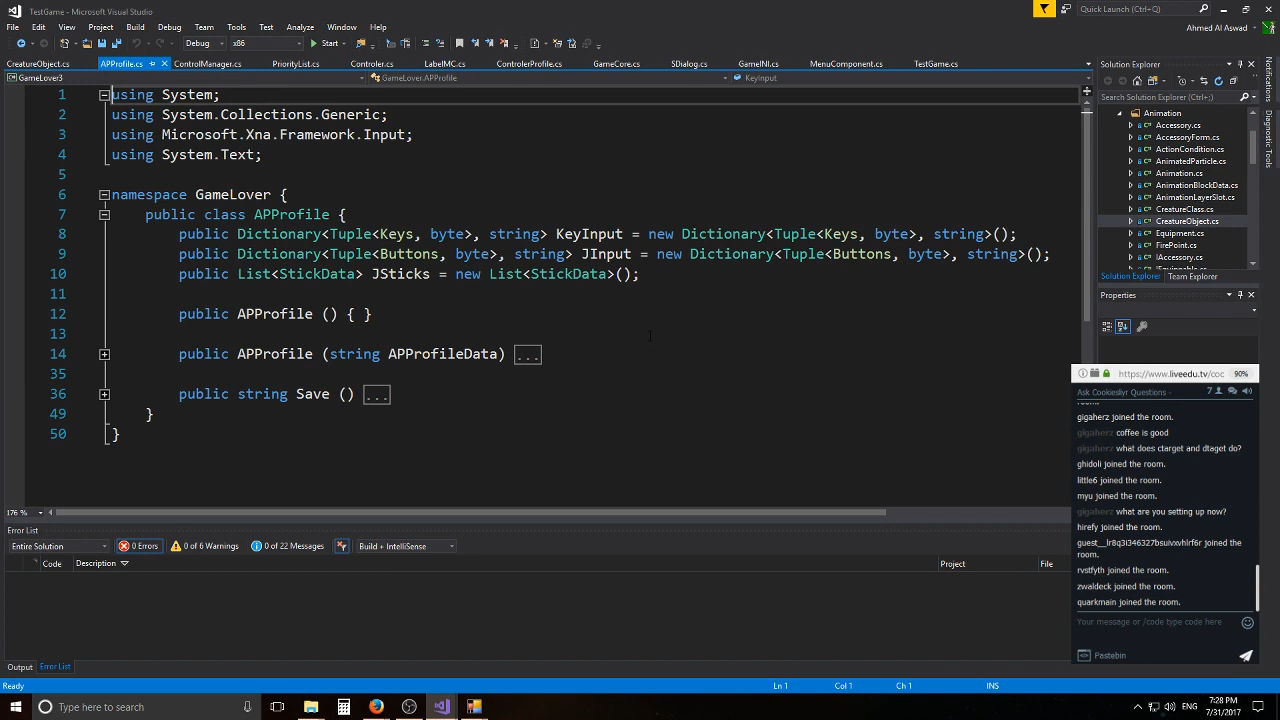 TestGame - Microsoft Visual Studio
Quick Launch (Ctrl+Q)
File Edit View Project Build Debug Team Tools Test Analyze Window Help
Ahmed Al Aswad
Debug x86 Start
CreatureObject.cs APProfile.cs ControlManager.cs PriorityList.cs Controler.cs LabelMC.cs ControlerProfile.cs GameCore.cs SDialog.cs GameINI.cs MenuComponent.cs TestGame.cs
GameLover3 GameLover.APProfile KeyInput
1 using System;
2 using System.Collections.Generic;
3 using Microsoft.Xna.Framework.Input;
4 using System.Text;
5
6 namespace GameLover {
7 public class APProfile {
8 public Dictionary<Tuple<Keys, byte>, string> KeyInput = new Dictionary<Tuple<Keys, byte>, string>();
9 public Dictionary<Tuple<Buttons, byte>, string> JInput = new Dictionary<Tuple<Buttons, byte>, string>();
10 public List<StickData> JSticks = new List<StickData>();
11
12 public APProfile () { }
13
14 public APProfile (string APProfileData) ...
35
36 public string Save () ...
49 }
50 }
176 %
Error List
Entire Solution 0 Errors 0 of 6 Warnings 0 of 22 Messages Build + IntelliSense
Code Description Project File
Output Error List
Ready Ln 1 Col 1 Ch 1 INS
Solution Explorer
Search Solution Explorer (Ctrl+;)
Animation
Accessory.cs
AccessoryForm.cs
ActionCondition.cs
AnimatedParticle.cs
Animation.cs
AnimationBlockData.cs
AnimationLayerSlot.cs
CreatureClass.cs
CreatureObject.cs
Equipment.cs
FirePoint.cs
Solution Explorer Team Explorer
Properties
Notifications
Diagnostic Tools
https://www.liveedu.tv/coc 90%
Ask Cookieslyr Questions - 7
room.
gigaherz joined the room.
gigaherz coffee is good
gigaherz what does ctarget and dtaget do?
ghidoli joined the room.
little6 joined the room.
myu joined the room.
gigaherz what are you setting up now?
hirefy joined the room.
joined the
room.
rvstfyth joined the room.
zwaldeck joined the room.
quarkmain joined the room.
Your message or /code type code here
Pastebin
Type here to search
ENG
7:28 PM
7/31/2017